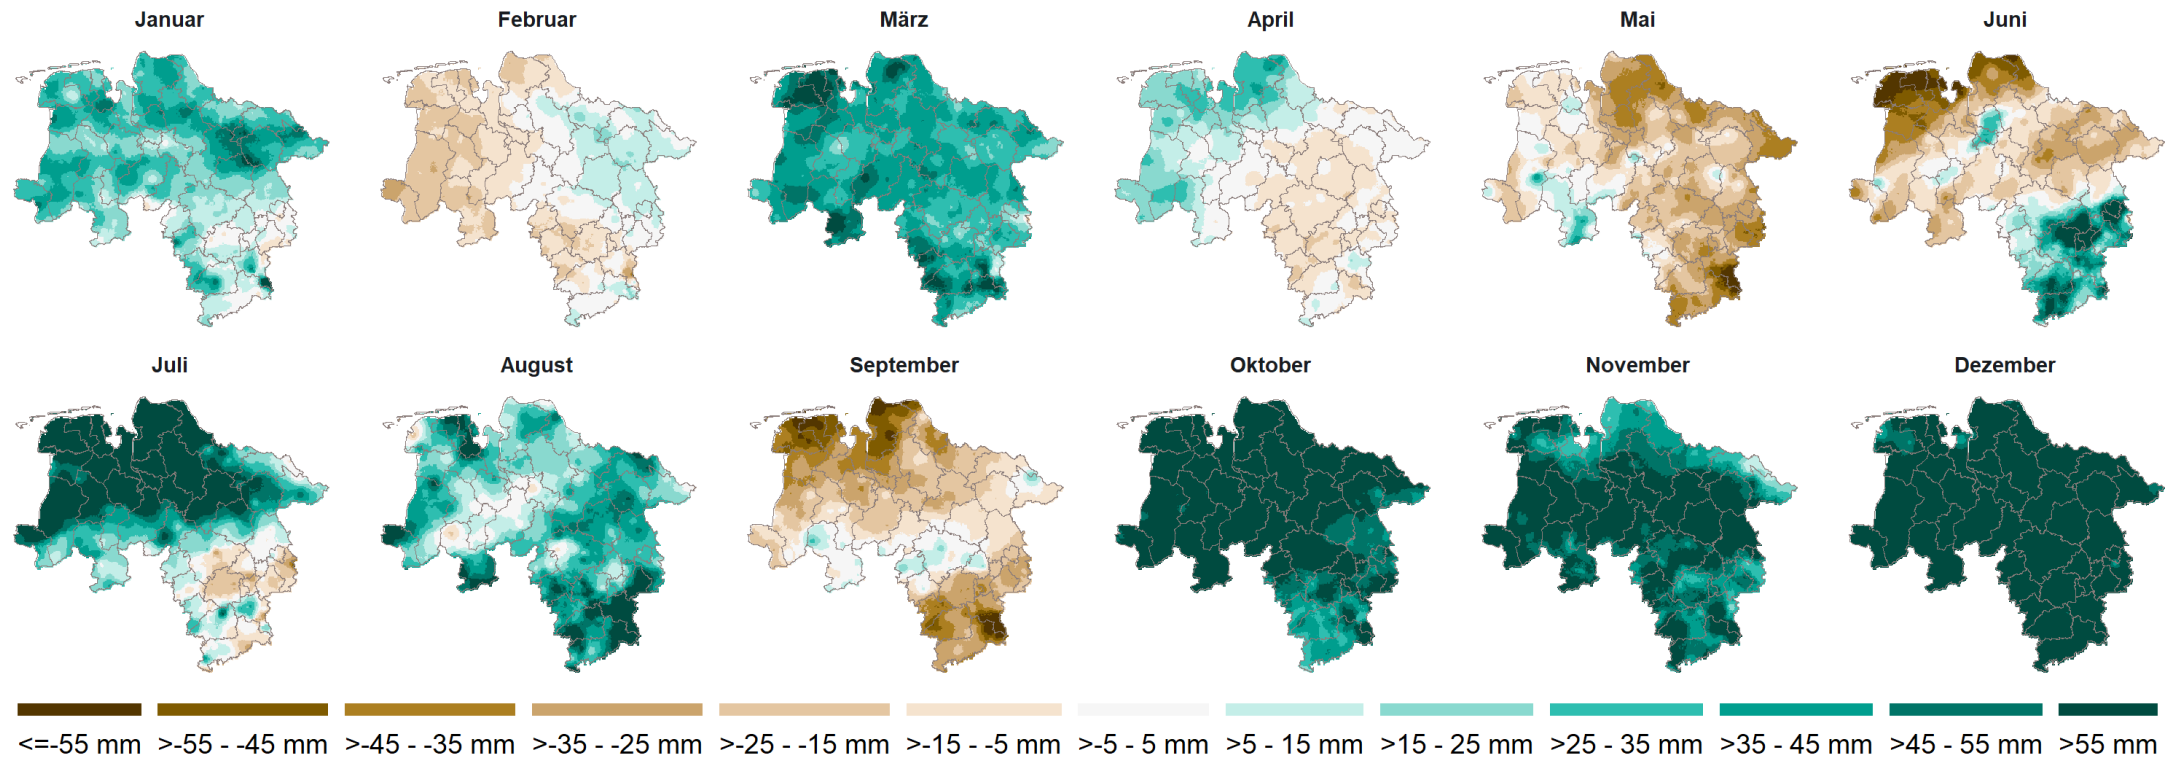 Januar Februar März April Mai Juni
Juli August September Oktober November Dezember
<=-55 mm >-55 - -45 mm >-45 - -35 mm >-35 - -25 mm >-25 - -15 mm >-15 - -5 mm >-5 - 5 mm >5 - 15 mm >15 - 25 mm >25 - 35 mm >35 - 45 mm >45 - 55 mm >55 mm